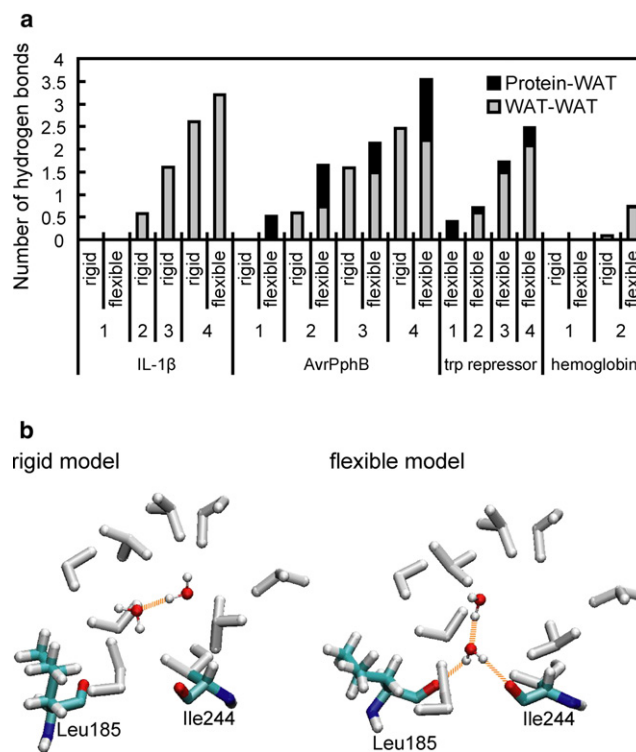 a
Number of hydrogen bonds
4
3.5
3
2.5
2
1.5
1
0.5
0
Protein-WAT
WAT-WAT
rigid flexible rigid rigid rigid flexible rigid flexible rigid flexible rigid flexible rigid flexible flexible flexible flexible flexible rigid flexible rigid flexible
1 2 3 4 1 2 3 4 1 2 3 4 1 2
IL-1β AvrPphB trp repressor hemoglobin
b
rigid model flexible model
Leu185 Ile244 Leu185 Ile244